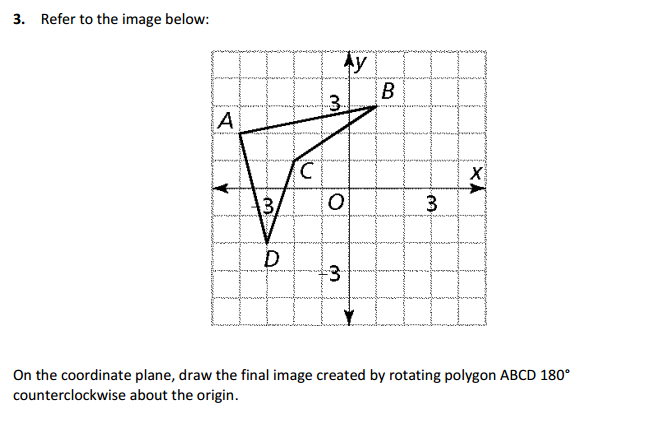 3. Refer to the image below:
y
B
3
A
C
X
-3
O
3
D
-3
On the coordinate plane, draw the final image created by rotating polygon ABCD 180°
counterclockwise about the origin.